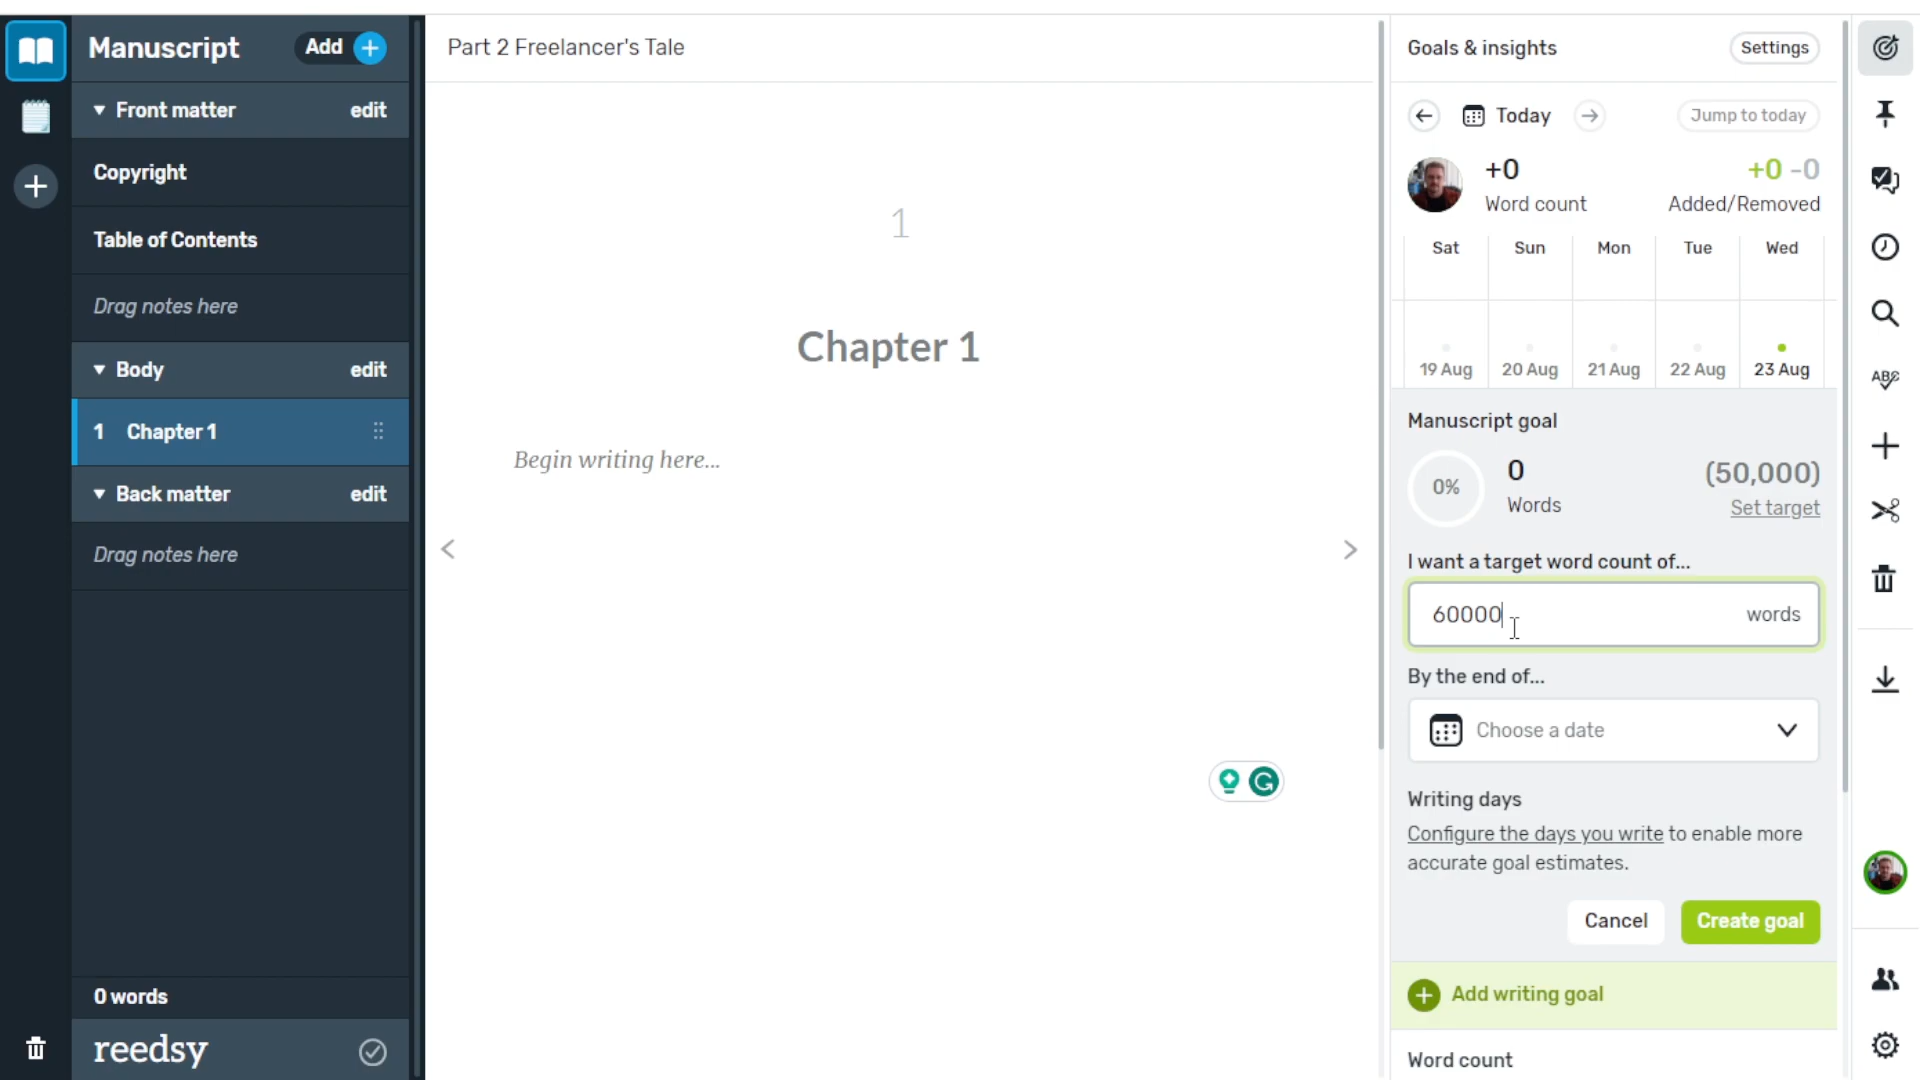 Manuscript
Add
Front matter
edit
Copyright
Table of Contents
Drag notes here
Body
edit
1 Chapter 1
Back matter
edit
Drag notes here
0 words
reedsy
Part 2 Freelancer's Tale
1
Chapter 1
Begin writing here...
Goals & insights
Settings
Today
Jump to today
+0
+0 -0
Word count
Added/Removed
Sat Sun Mon Tue Wed
19 Aug 20 Aug 21 Aug 22 Aug 23 Aug
Manuscript goal
0%
0
(50,000)
Words
Set target
I want a target word count of...
60000
words
By the end of...
Choose a date
Writing days
Configure the days you write to enable more
accurate goal estimates.
Cancel
Create goal
Add writing goal
Word count
ABC